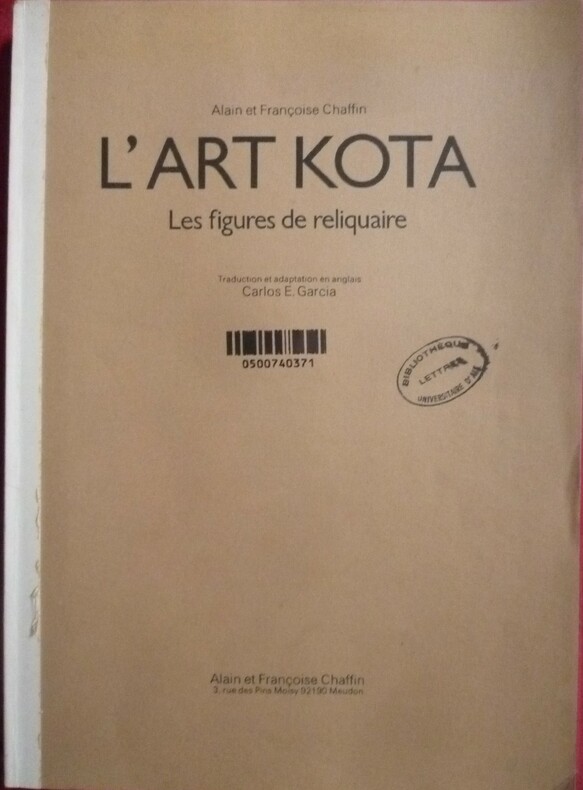 Alain et Françoise Chaffin
L'ART KOTA
Les figures de reliquaire
Traduction et adaptation en anglais
Carlos E. Garcia
0500740371
BIBLIOTHEQUE
LETTRES
UNIVERSITAIRE D'AIX
Alain et Françoise Chaffin
3, rue des Pins Moisy 92190 Meudon